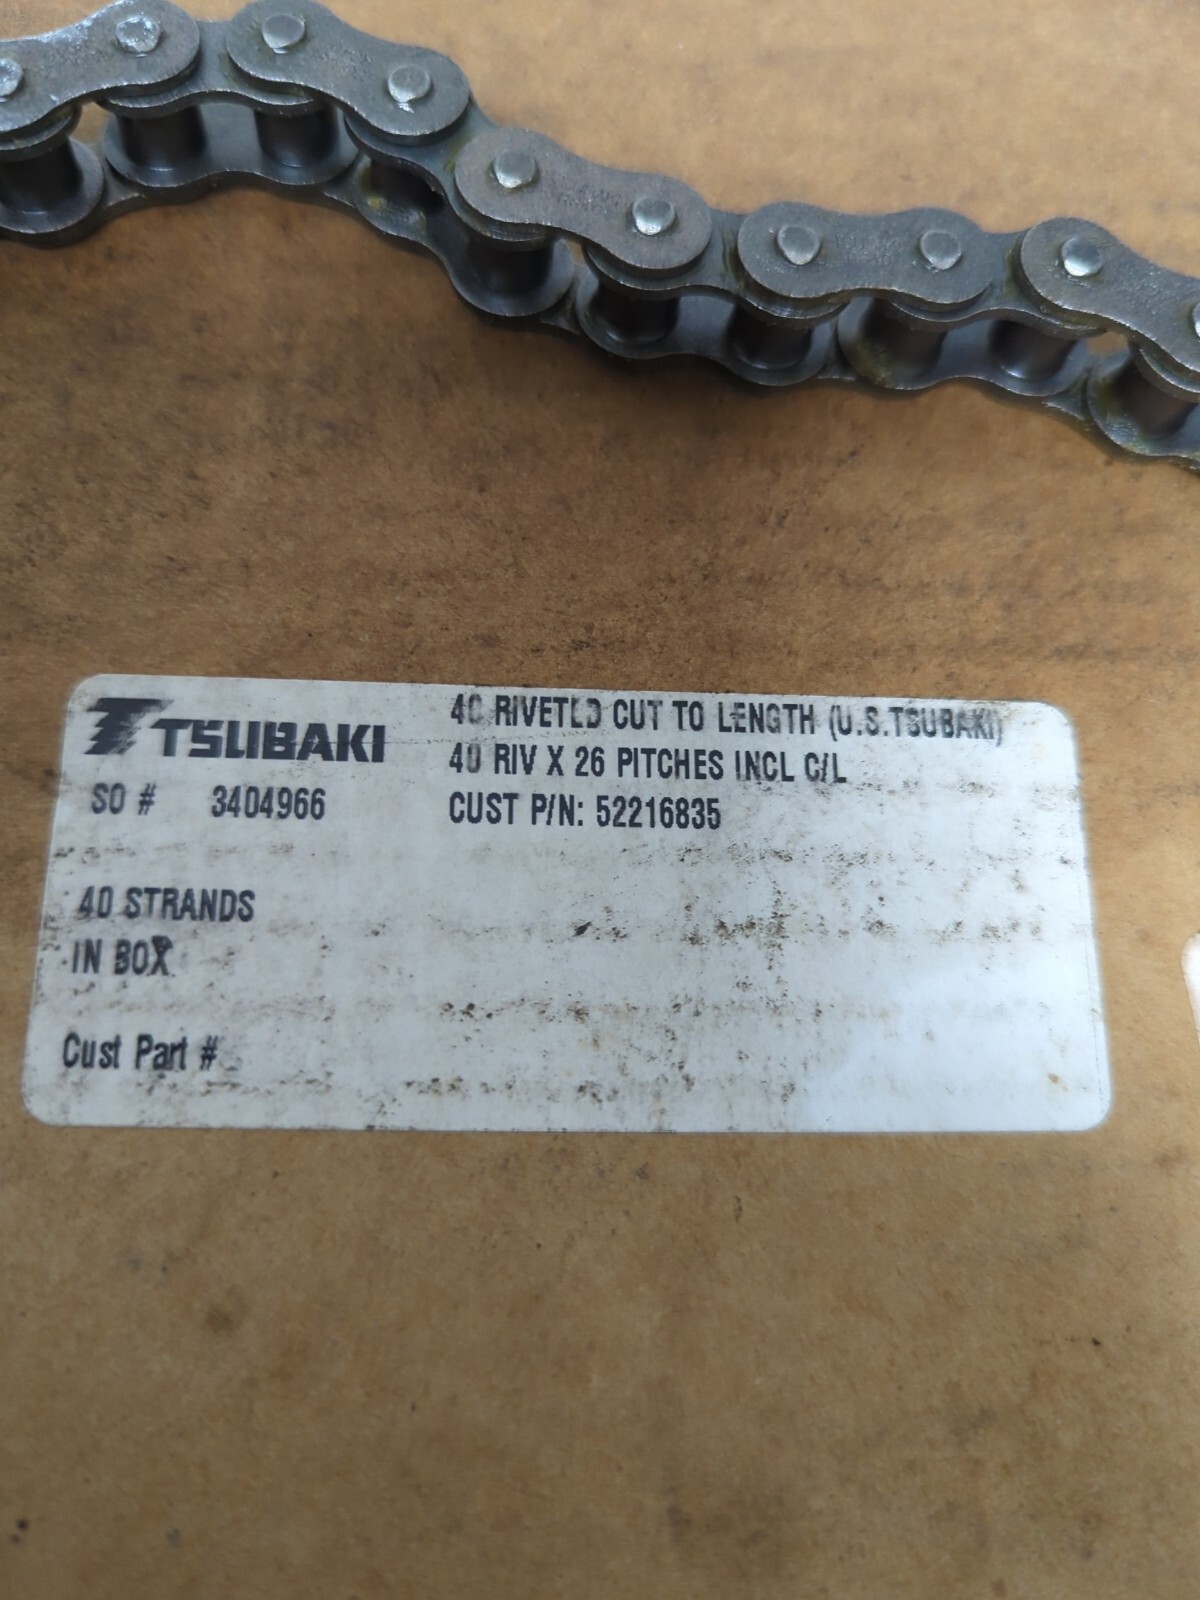 TSUBAKI
40 RIVETED CUT TO LENGTH (U.S.TSUBAKI)
40 RIV X 26 PITCHES INCL C/L
SO # 3404966
CUST P/N: 52216835
40 STRANDS
IN BOX
Cust Part #